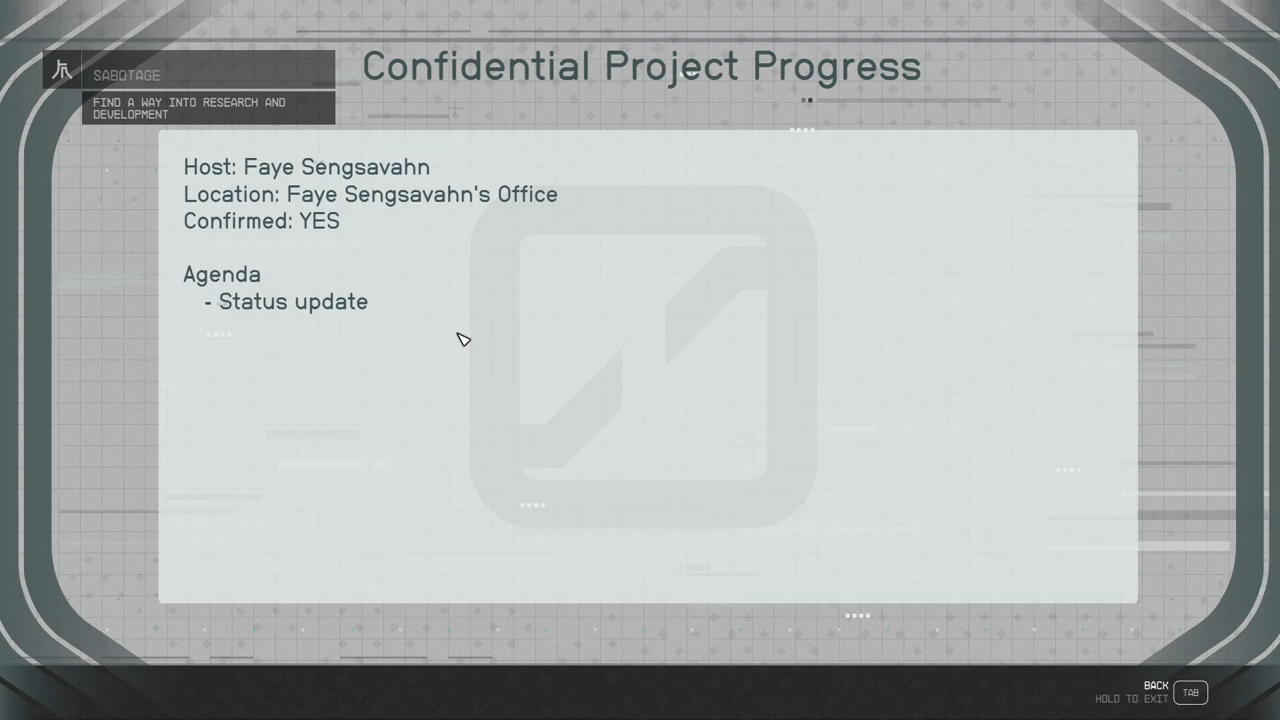 Confidential Project Progress
SABOTAGE
FIND A WAY INTO RESEARCH AND
DEVELOPMENT
Host: Faye Sengsavahn
Location: Faye Sengsavahn's Office
Confirmed: YES
Agenda
- Status update
BACK
HOLD TO EXIT
TAB